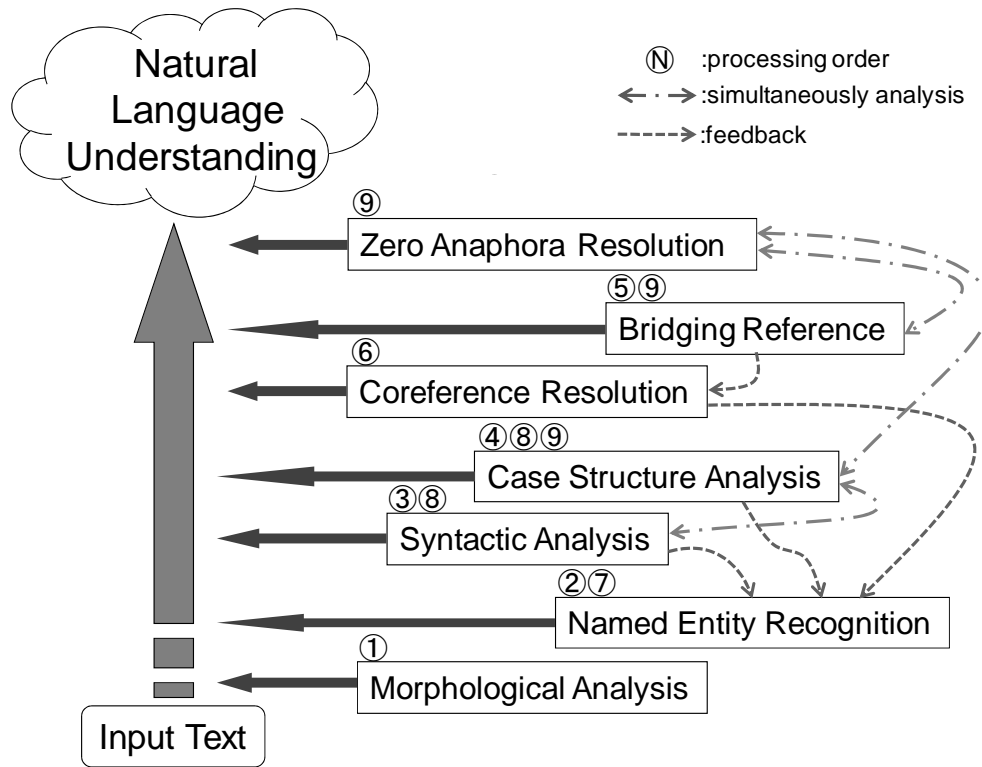 Natural
Language
Understanding
Ⓝ :processing order
:simultaneously analysis
:feedback
⑨
Zero Anaphora Resolution
⑤⑨
Bridging Reference
⑥
Coreference Resolution
④⑧⑨
Case Structure Analysis
③⑧
Syntactic Analysis
②⑦
Named Entity Recognition
①
Morphological Analysis
Input Text